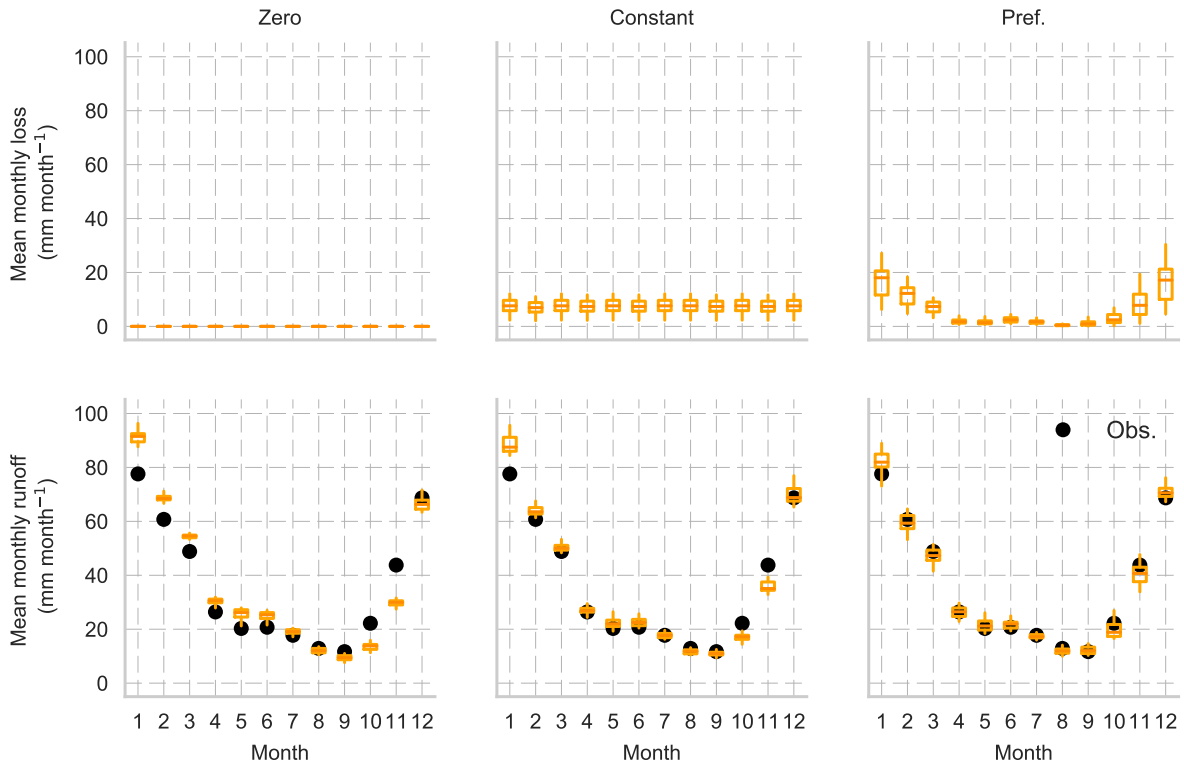 Zero Constant Pref.
Mean monthly loss
(mm month−1)
100
80
60
40
20
0
Mean monthly runoff
(mm month−1)
100
80
60
40
20
0
Obs.
1 2 3 4 5 6 7 8 9 10 11 12 1 2 3 4 5 6 7 8 9 10 11 12 1 2 3 4 5 6 7 8 9 10 11 12
Month Month Month